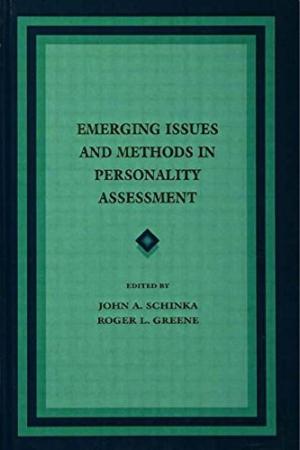 EMERGING ISSUES
AND METHODS IN
PERSONALITY
ASSESSMENT
EDITED BY
JOHN A. SCHINKA
ROGER L. GREENE